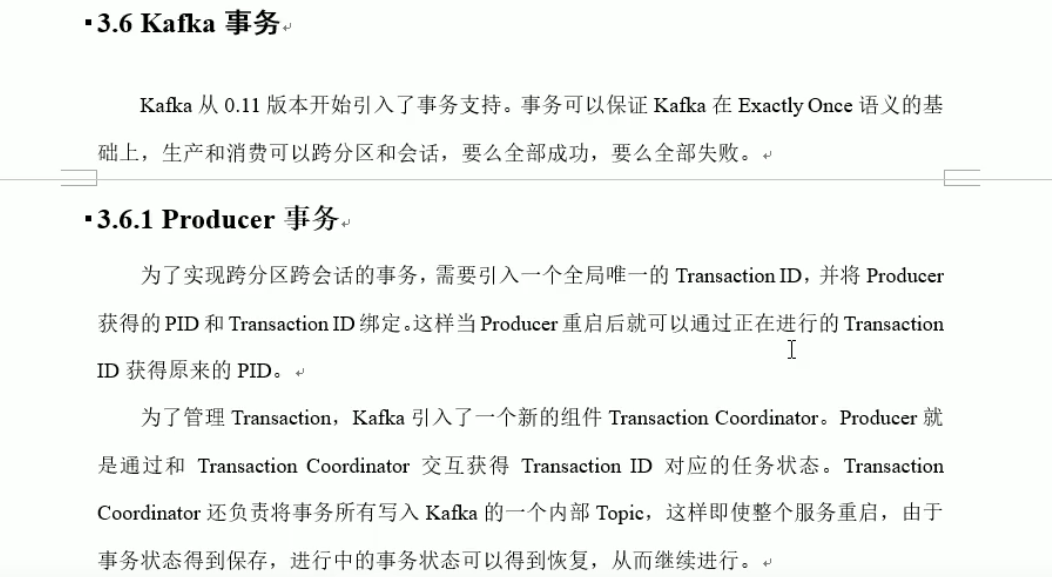 ▪3.6 Kafka 事务
Kafka 从 0.11 版本开始引入了事务支持。事务可以保证 Kafka 在 Exactly Once 语义的基
础上，生产和消费可以跨分区和会话，要么全部成功，要么全部失败。
▪3.6.1 Producer 事务
为了实现跨分区跨会话的事务，需要引入一个全局唯一的 Transaction ID，并将 Producer
获得的 PID 和 Transaction ID 绑定。这样当 Producer 重启后就可以通过正在进行的 Transaction
ID 获得原来的 PID。
为了管理 Transaction，Kafka 引入了一个新的组件 Transaction Coordinator。Producer 就
是通过和 Transaction Coordinator 交互获得 Transaction ID 对应的任务状态。Transaction
Coordinator 还负责将事务所有写入 Kafka 的一个内部 Topic，这样即使整个服务重启，由于
事务状态得到保存，进行中的事务状态可以得到恢复，从而继续进行。